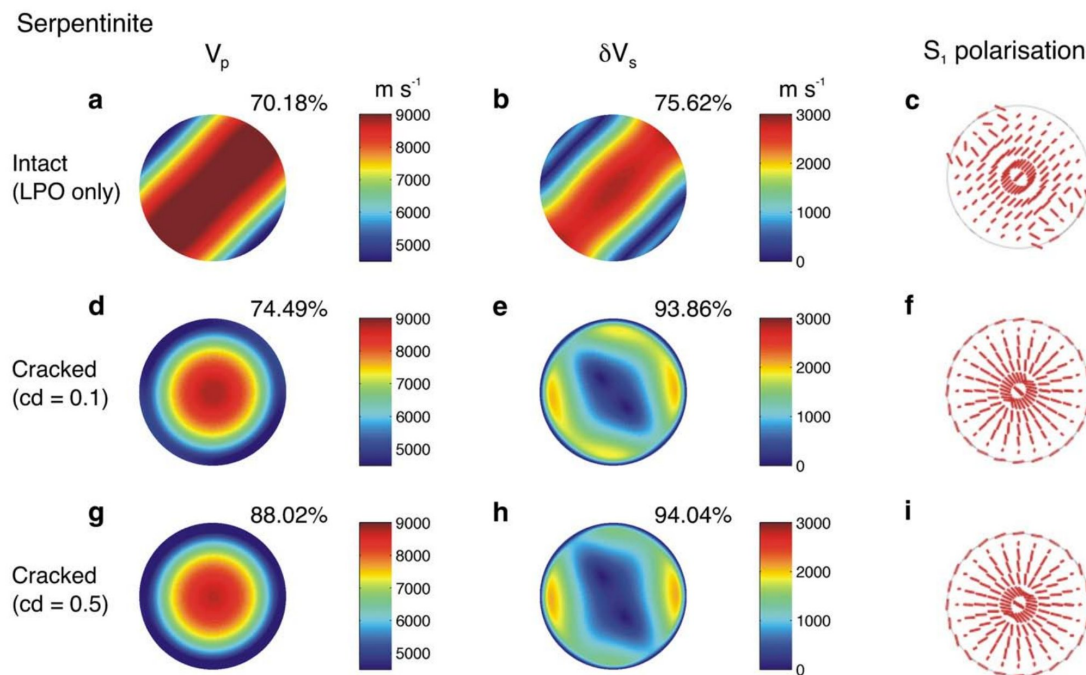 Serpentinite
Vₚ
δVₛ
S₁ polarisation
a
70.18%
m s⁻¹
b
75.62%
m s⁻¹
c
Intact
(LPO only)
9000
8000
7000
6000
5000
3000
2000
1000
0
d
74.49%
e
93.86%
f
Cracked
(cd = 0.1)
9000
8000
7000
6000
5000
3000
2000
1000
0
g
88.02%
h
94.04%
i
Cracked
(cd = 0.5)
9000
8000
7000
6000
5000
3000
2000
1000
0